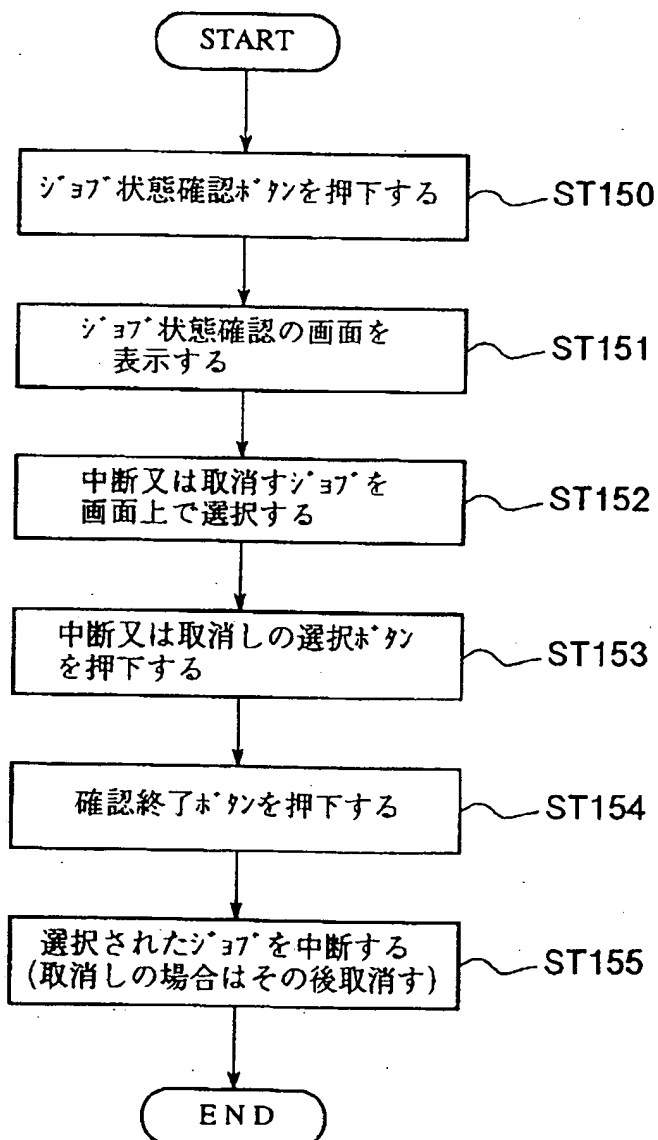 START
ｼﾞｮﾌﾞ状態確認ﾎﾞﾀﾝを押下する
ST150
ｼﾞｮﾌﾞ状態確認の画面を
表示する
ST151
中断又は取消すｼﾞｮﾌﾞを
画面上で選択する
ST152
中断又は取消しの選択ﾎﾞﾀﾝ
を押下する
ST153
確認終了ﾎﾞﾀﾝを押下する
ST154
選択されたｼﾞｮﾌﾞを中断する
(取消しの場合はその後取消す)
ST155
END